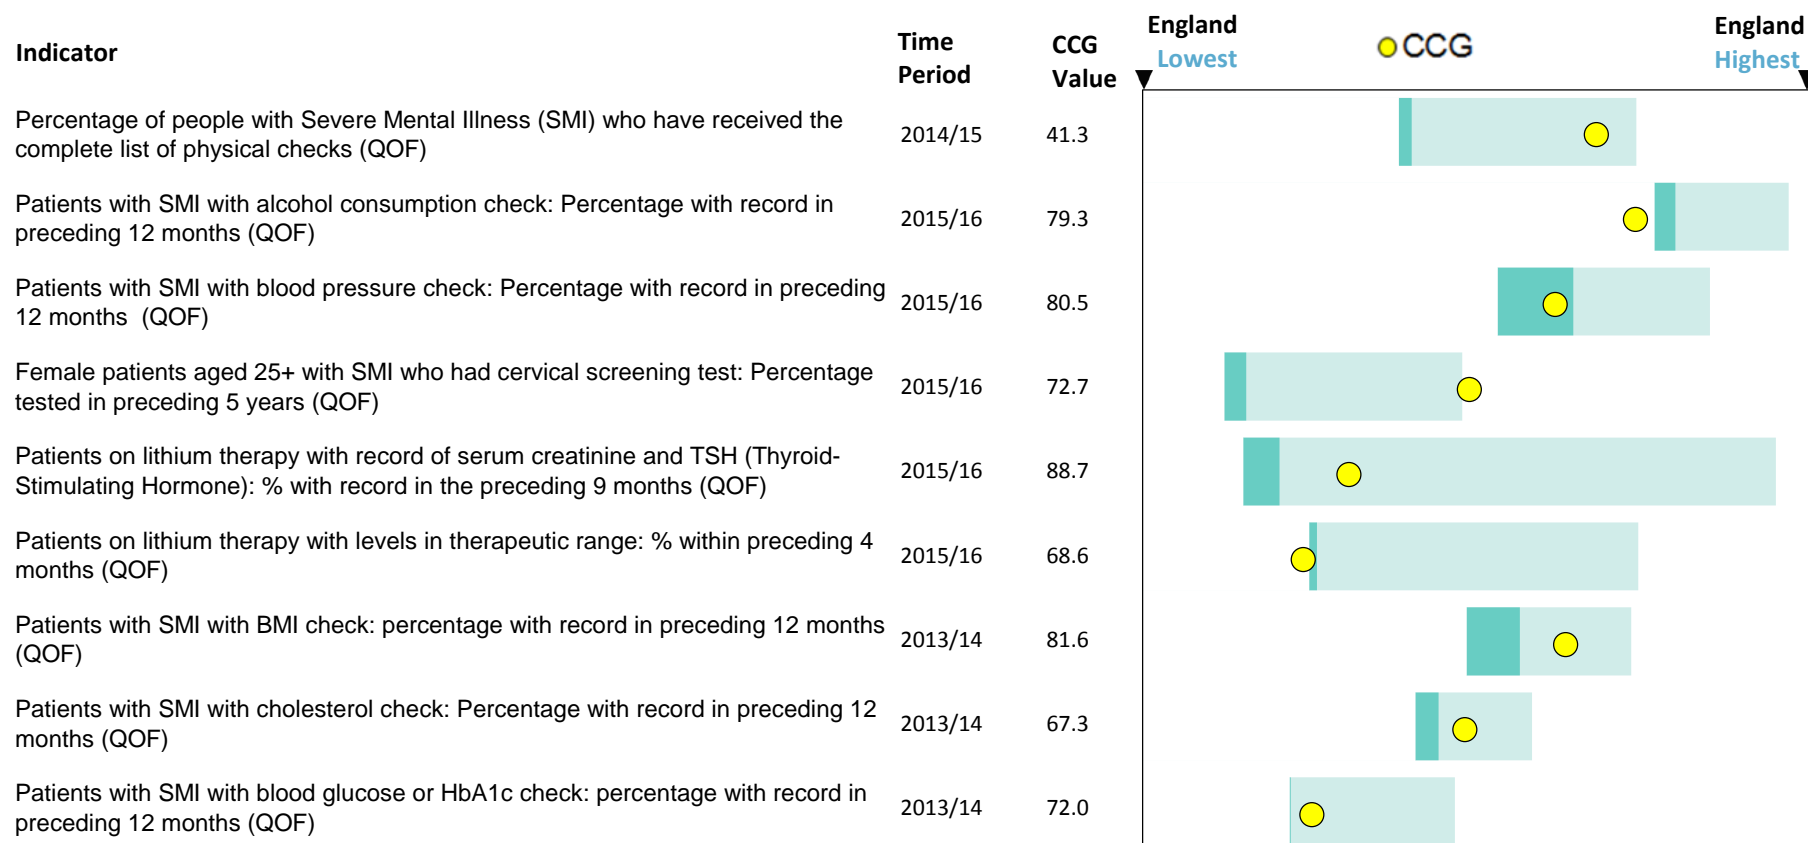 Indicator
Time
Period
CCG
Value
England
Lowest
CCG
England
Highest
Percentage of people with Severe Mental Illness (SMI) who have received the
complete list of physical checks (QOF)
2014/15
41.3
Patients with SMI with alcohol consumption check: Percentage with record in
preceding 12 months (QOF)
2015/16
79.3
Patients with SMI with blood pressure check: Percentage with record in preceding
12 months  (QOF)
2015/16
80.5
Female patients aged 25+ with SMI who had cervical screening test: Percentage
tested in preceding 5 years (QOF)
2015/16
72.7
Patients on lithium therapy with record of serum creatinine and TSH (Thyroid-
Stimulating Hormone): % with record in the preceding 9 months (QOF)
2015/16
88.7
Patients on lithium therapy with levels in therapeutic range: % within preceding 4
months (QOF)
2015/16
68.6
Patients with SMI with BMI check: percentage with record in preceding 12 months
(QOF)
2013/14
81.6
Patients with SMI with cholesterol check: Percentage with record in preceding 12
months (QOF)
2013/14
67.3
Patients with SMI with blood glucose or HbA1c check: percentage with record in
preceding 12 months (QOF)
2013/14
72.0